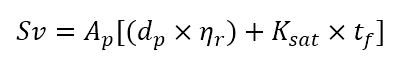 Sv = A_p[(d_p × η_r) + K_sat × t_f]